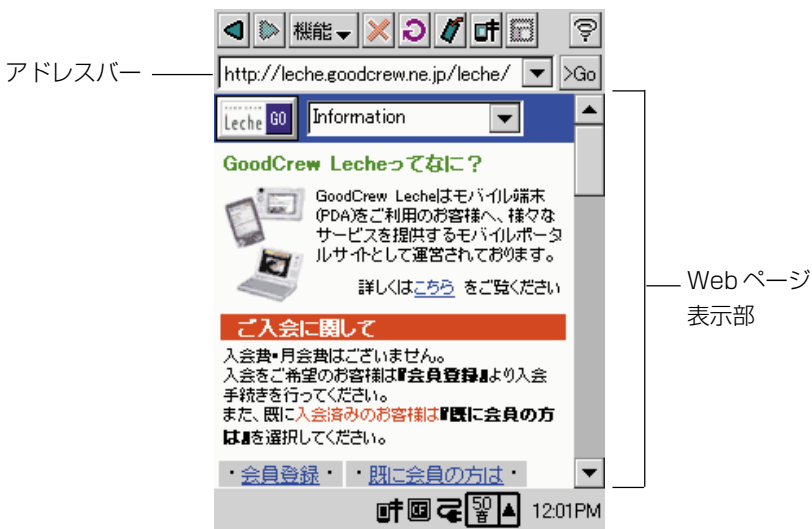 機能
アドレスバー
http://leche.goodcrew.ne.jp/leche/ >Go
Leche GO Information
GoodCrew Lecheってなに？
GoodCrew Lecheはモバイル端末
(PDA)をご利用のお客様へ、様々な
サービスを提供するモバイルポータ
ルサイトとして運営されております。
詳しくはこちら をご覧ください
Webページ
表示部
ご入会に関して
入会費・月会費はございません。
入会をご希望のお客様は『会員登録』より入会
手続きを行ってください。
また、既に入会済みのお客様は『既に会員の方
は』を選択してください。
・会員登録・ ・既に会員の方は・
CF 50音 12:01PM